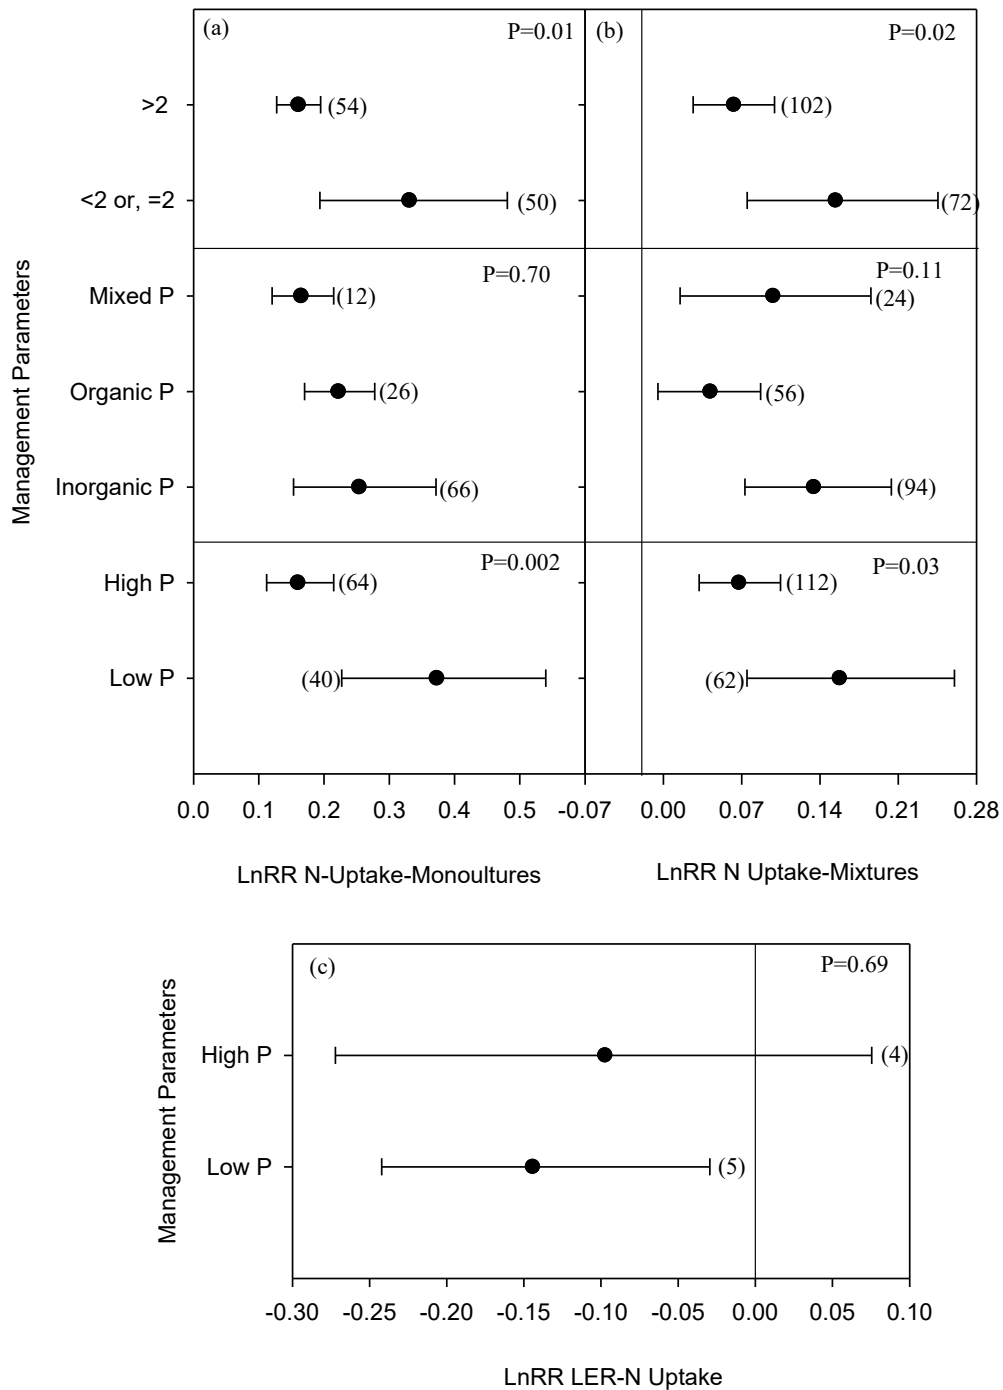 (a)
P=0.01
(b)
P=0.02
>2
(54)
(102)
<2 or, =2
(50)
(72)
P=0.70
P=0.11
Mixed P
(12)
(24)
Organic P
(26)
(56)
Inorganic P
(66)
(94)
P=0.002
P=0.03
High P
(64)
(112)
Low P
(40)
(62)
Management Parameters
0.0 0.1 0.2 0.3 0.4 0.5 -0.07 0.00 0.07 0.14 0.21 0.28
LnRR N-Uptake-Monoultures
LnRR N Uptake-Mixtures
(c)
P=0.69
High P
(4)
Low P
(5)
Management Parameters
-0.30 -0.25 -0.20 -0.15 -0.10 -0.05 0.00 0.05 0.10
LnRR LER-N Uptake